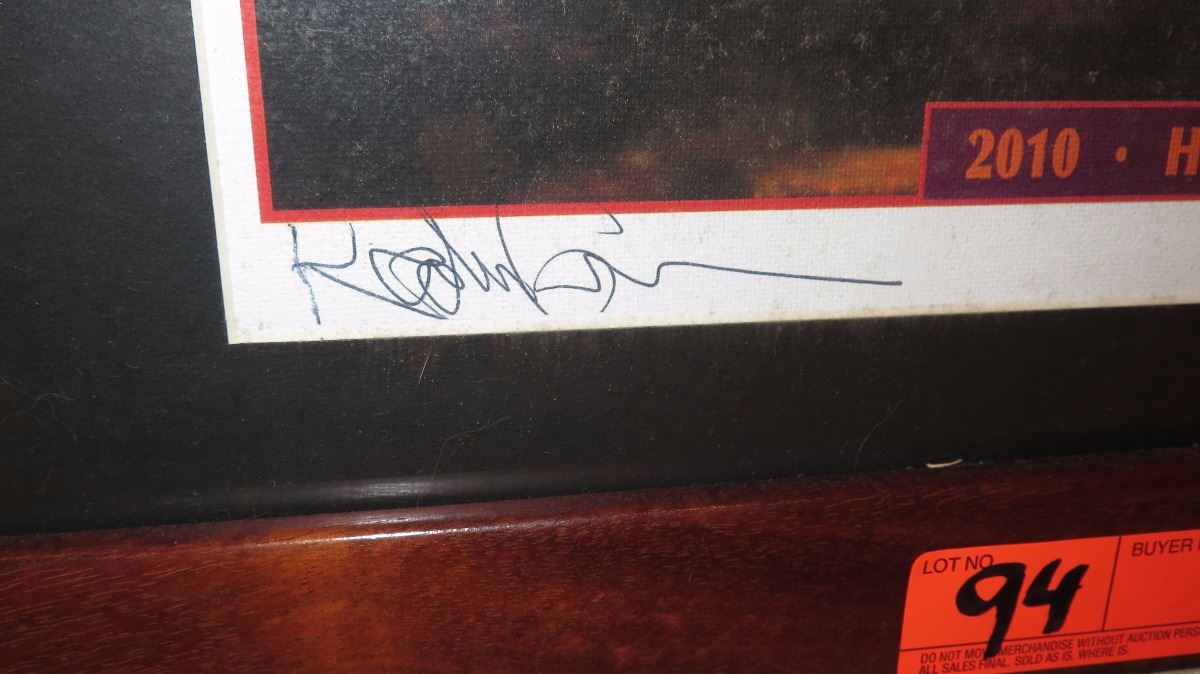 2010 · H
LOT NO.
94
BUYER
DO NOT MOVE MERCHANDISE WITHOUT AUCTION PERS
ALL SALES FINAL. SOLD AS IS. WHERE IS.